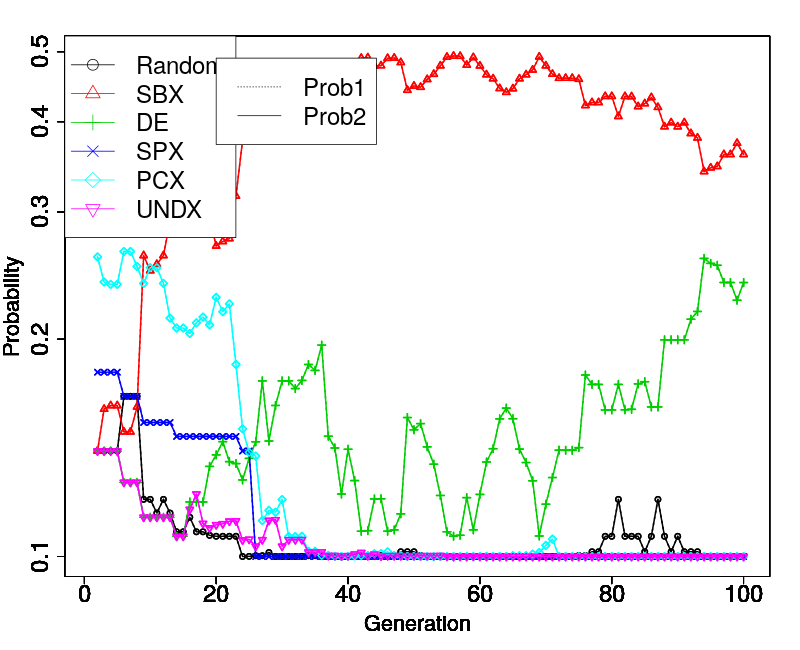 Random
SBX
DE
SPX
PCX
UNDX
Prob1
Prob2
0.5
0.4
0.3
0.2
0.1
Probability
0 20 40 60 80 100
Generation